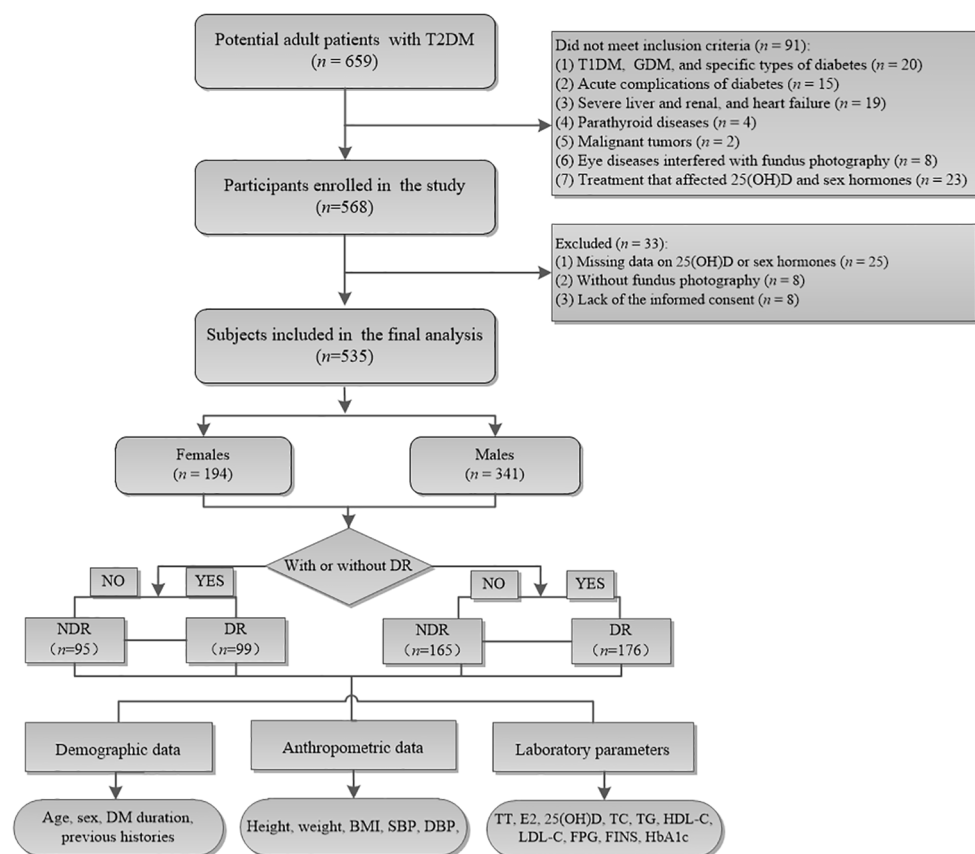 Potential adult patients with T2DM
(n = 659)
Did not meet inclusion criteria (n = 91):
(1) T1DM, GDM, and specific types of diabetes (n = 20)
(2) Acute complications of diabetes (n = 15)
(3) Severe liver and renal, and heart failure (n = 19)
(4) Parathyroid diseases (n = 4)
(5) Malignant tumors (n = 2)
(6) Eye diseases interfered with fundus photography (n = 8)
(7) Treatment that affected 25(OH)D and sex hormones (n = 23)
Participants enrolled in the study
(n=568)
Excluded (n = 33):
(1) Missing data on 25(OH)D or sex hormones (n = 25)
(2) Without fundus photography (n = 8)
(3) Lack of the informed consent (n = 8)
Subjects included in the final analysis
(n=535)
Females
(n = 194)
Males
(n = 341)
With or without DR
NO
YES
NO
YES
NDR
(n=95)
DR
(n=99)
NDR
(n=165)
DR
(n=176)
Demographic data
Anthropometric data
Laboratory parameters
Age, sex, DM duration,
previous histories
Height, weight, BMI, SBP, DBP,
TT, E2, 25(OH)D, TC, TG, HDL-C,
LDL-C, FPG, FINS, HbA1c